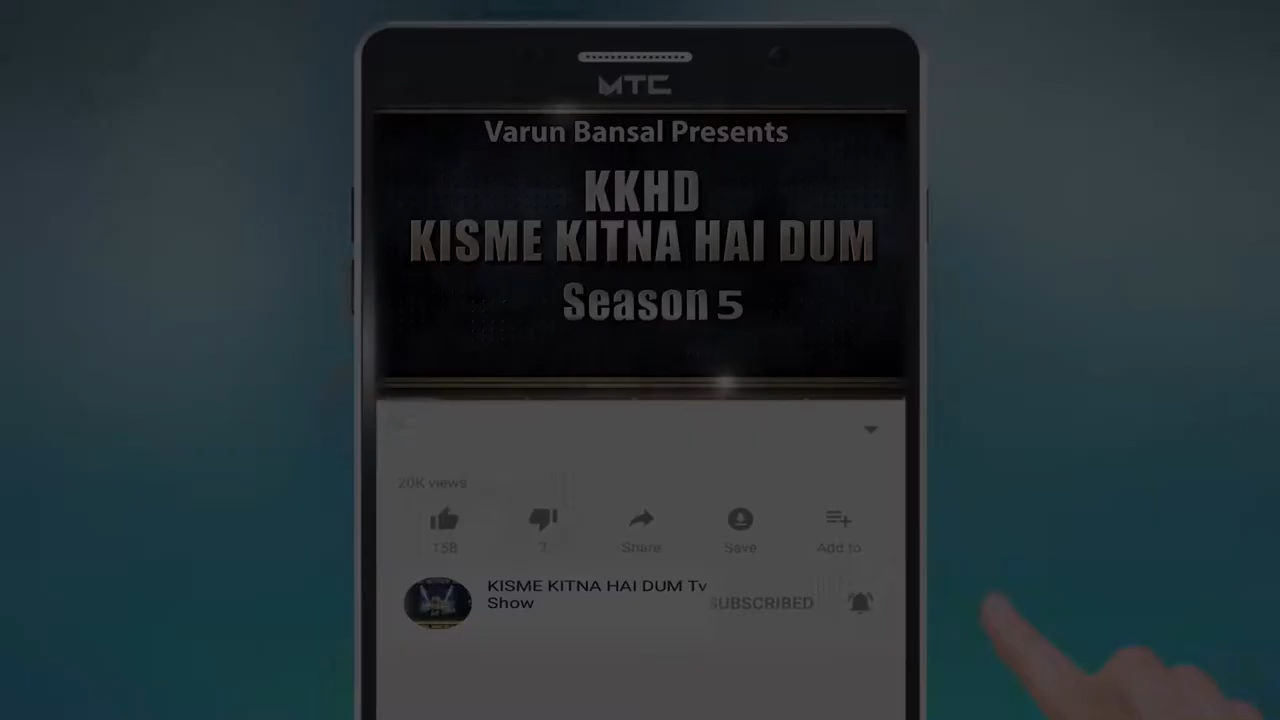 MTC
Varun Bansal Presents
KKHD
KISME KITNA HAI DUM
Season 5
20K views
158
7
Share
Save
Add to
KISME KITNA HAI DUM Tv
Show
SUBSCRIBED